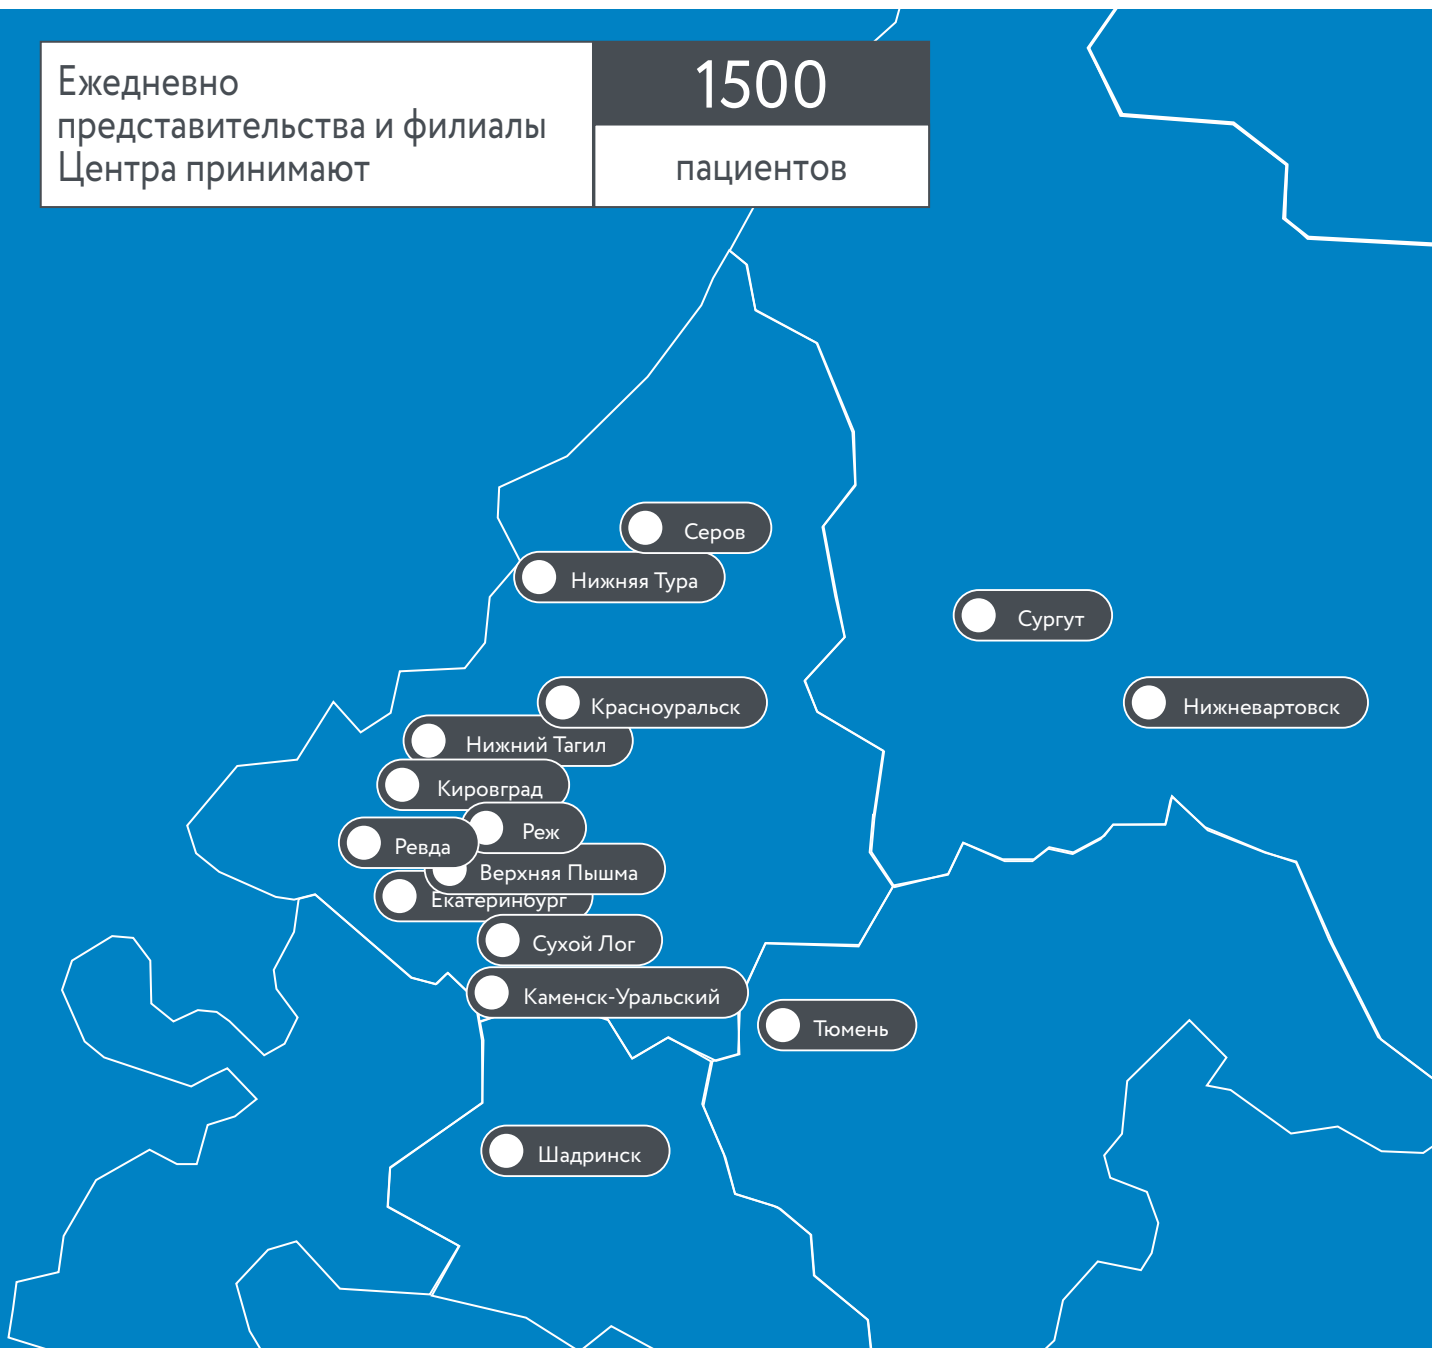 Ежедневно
представительства и филиалы
Центра принимают
1500
пациентов
Серов
Нижняя Тура
Сургут
Красноуральск
Нижневартовск
Нижний Тагил
Кировград
Реж
Ревда
Верхняя Пышма
Екатеринбург
Сухой Лог
Каменск-Уральский
Тюмень
Шадринск